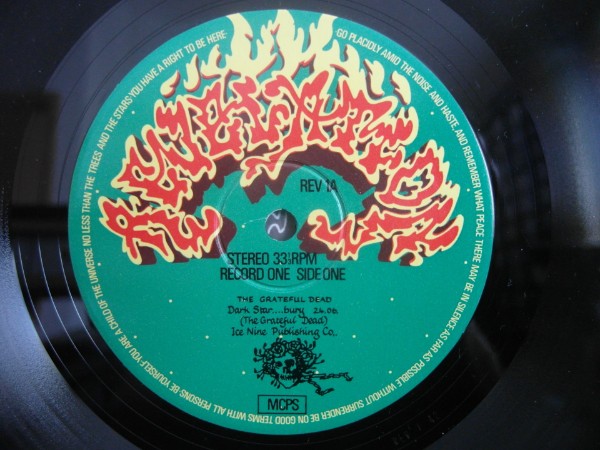 GO PLACIDLY AMID THE NOISE AND HASTE, AND REMEMBER WHAT PEACE THERE MAY BE IN SILENCE·AS FAR AS POSSIBLE WITHOUT SURRENDER BE ON GOOD TERMS WITH ALL PERSONS·BE YOURSELF·YOU ARE A CHILD OF THE UNIVERSE NO LESS THAN THE TREES AND THE STARS YOU HAVE A RIGHT TO BE HERE·
REVELATION
REV 1A
STEREO 33⅓RPM
RECORD ONE SIDE ONE
THE GRATEFUL DEAD
Dark Star....bury 24.06.
(The Grateful Dead)
Ice Nine Publishing Co.
MCPS